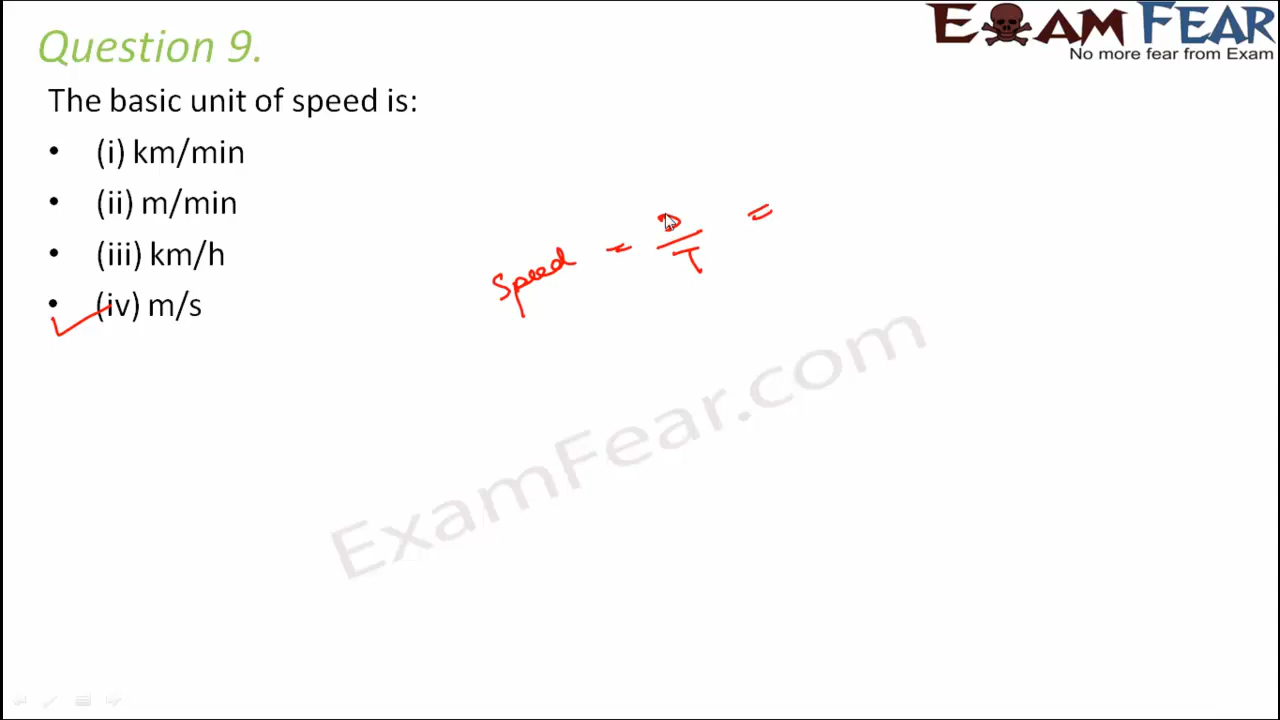 EXAM FEAR
No more fear from Exam
Question 9.
The basic unit of speed is:
• (i) km/min
• (ii) m/min
• (iii) km/h
• (iv) m/s
Speed = D/T =
ExamFear.com